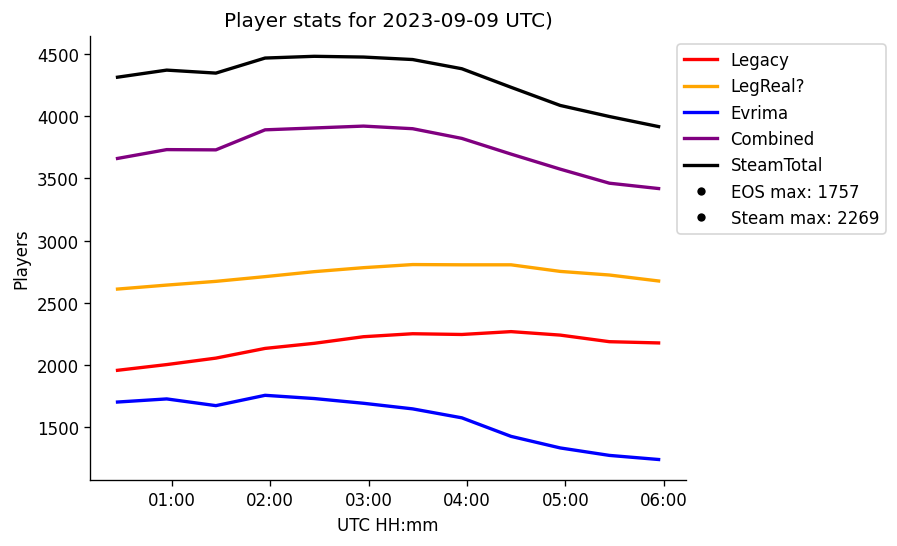 Player stats for 2023-09-09 UTC)
4500
4000
3500
3000
2500
2000
1500
Players
01:00 02:00 03:00 04:00 05:00 06:00
UTC HH:mm
Legacy
LegReal?
Evrima
Combined
SteamTotal
EOS max: 1757
Steam max: 2269